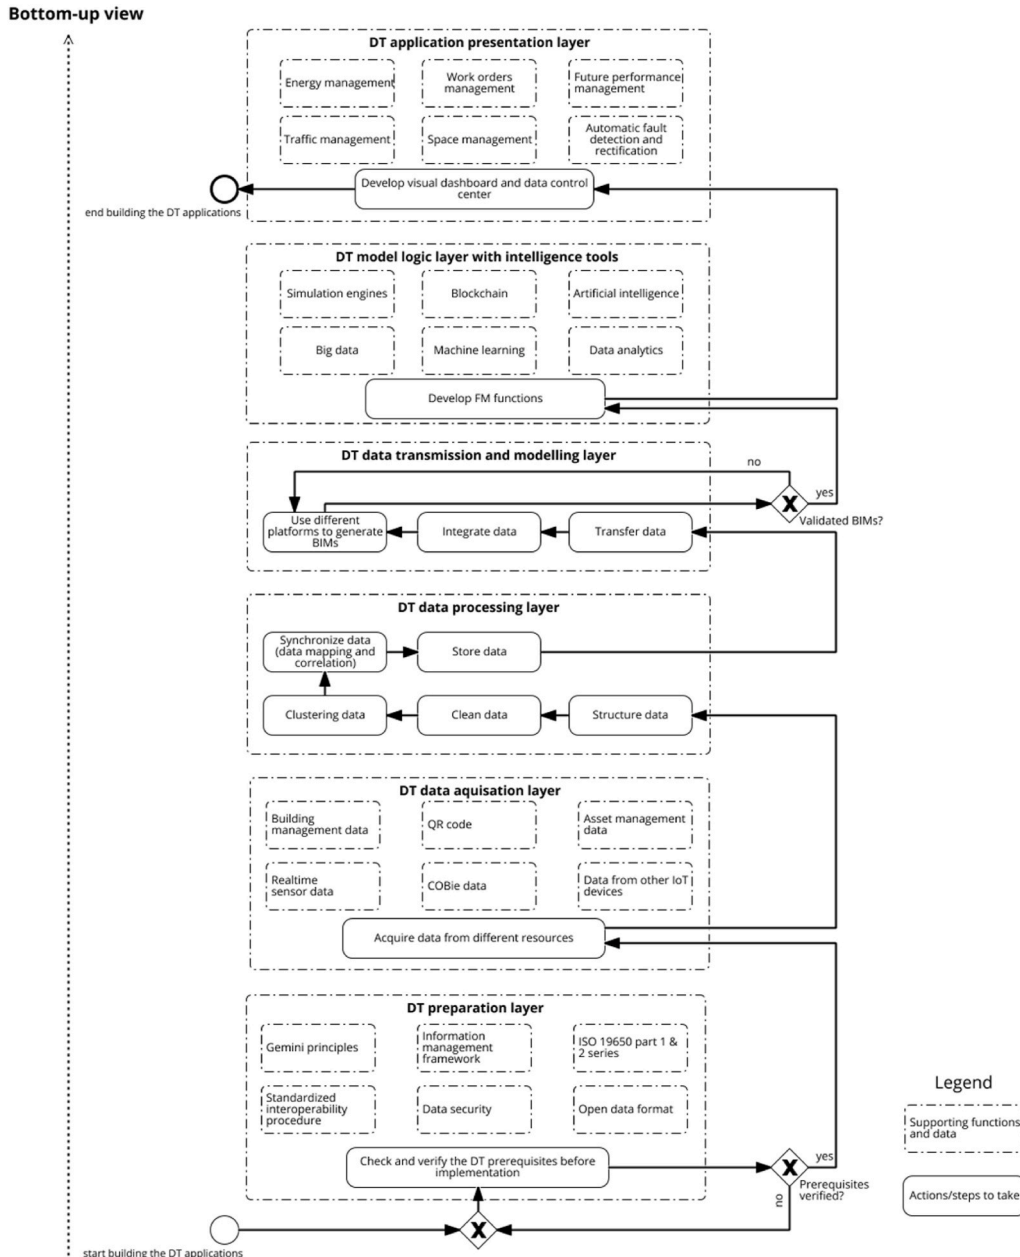 Bottom-up view
DT application presentation layer
Energy management
Work orders
management
Future performance
management
Traffic management
Space management
Automatic fault
detection and
rectification
Develop visual dashboard and data control
center
end building the DT applications
DT model logic layer with intelligence tools
Simulation engines
Blockchain
Artificial intelligence
Big data
Machine learning
Data analytics
Develop FM functions
DT data transmission and modelling layer
no
yes
X
Validated BIMs?
Use different
platforms to generate
BIMs
Integrate data
Transfer data
DT data processing layer
Synchronize data
(data mapping and
correlation)
Store data
Clustering data
Clean data
Structure data
DT data aquisation layer
Building
management data
QR code
Asset management
data
Realtime
sensor data
COBie data
Data from other IoT
devices
Acquire data from different resources
DT preparation layer
Gemini principles
Information
management
framework
ISO 19650 part 1 &
2 series
Standardized
interoperability
procedure
Data security
Open data format
Check and verify the DT prerequisites before
implementation
X
yes
Prerequisites
verified?
no
X
start building the DT applications
Legend
Supporting functions
and data
Actions/steps to take